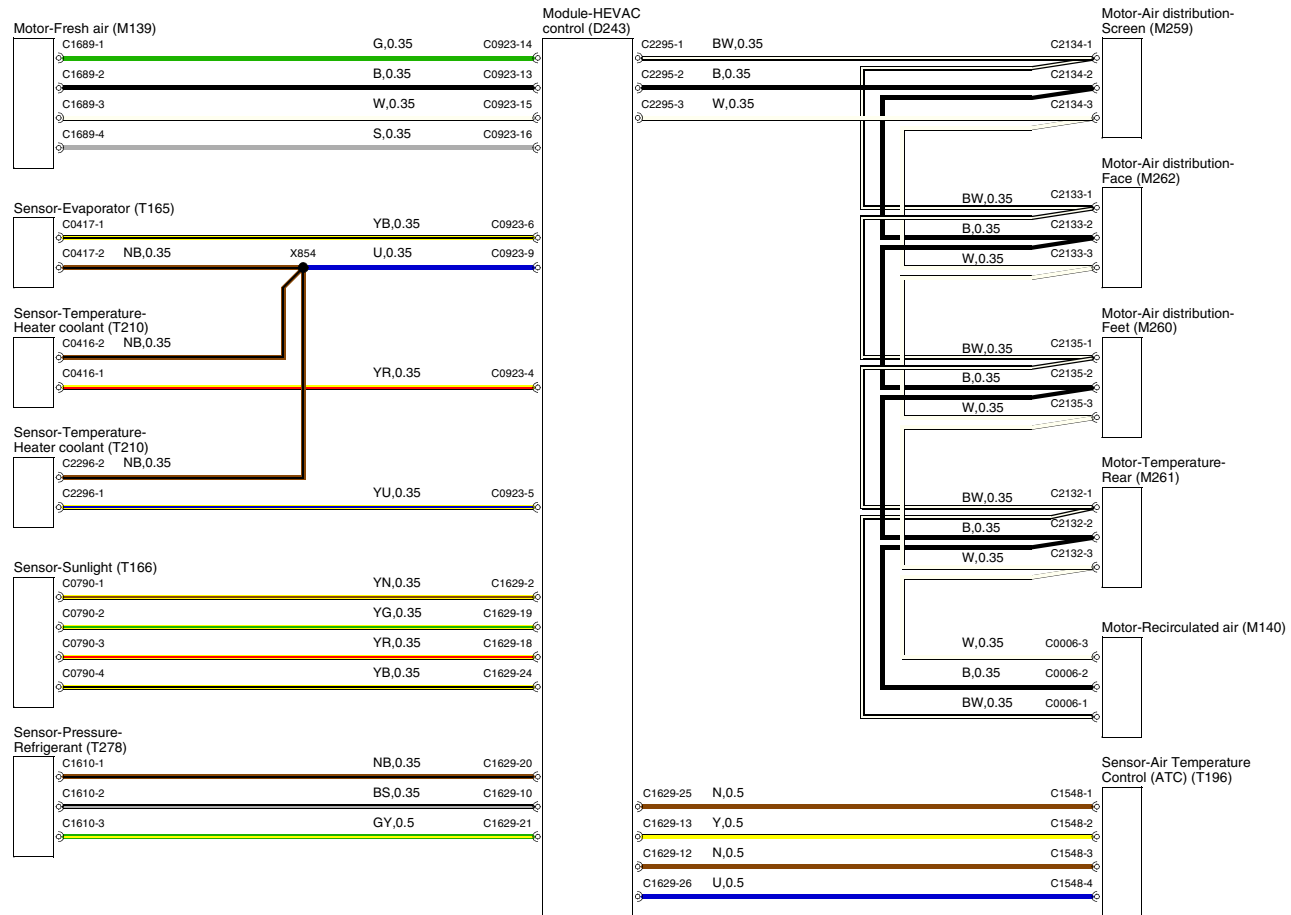 Motor-Fresh air (M139)
C1689-1 G,0.35 C0923-14
C1689-2 B,0.35 C0923-13
C1689-3 W,0.35 C0923-15
C1689-4 S,0.35 C0923-16
Sensor-Evaporator (T165)
C0417-1 YB,0.35 C0923-6
C0417-2 NB,0.35 X854 U,0.35 C0923-9
Sensor-Temperature-
Heater coolant (T210)
C0416-2 NB,0.35
C0416-1 YR,0.35 C0923-4
Sensor-Temperature-
Heater coolant (T210)
C2296-2 NB,0.35
C2296-1 YU,0.35 C0923-5
Sensor-Sunlight (T166)
C0790-1 YN,0.35 C1629-2
C0790-2 YG,0.35 C1629-19
C0790-3 YR,0.35 C1629-18
C0790-4 YB,0.35 C1629-24
Sensor-Pressure-
Refrigerant (T278)
C1610-1 NB,0.35 C1629-20
C1610-2 BS,0.35 C1629-10
C1610-3 GY,0.5 C1629-21
Module-HEVAC
control (D243)
Motor-Air distribution-
Screen (M259)
C2295-1 BW,0.35 C2134-1
C2295-2 B,0.35 C2134-2
C2295-3 W,0.35 C2134-3
Motor-Air distribution-
Face (M262)
BW,0.35 C2133-1
B,0.35 C2133-2
W,0.35 C2133-3
Motor-Air distribution-
Feet (M260)
BW,0.35 C2135-1
B,0.35 C2135-2
W,0.35 C2135-3
Motor-Temperature-
Rear (M261)
BW,0.35 C2132-1
B,0.35 C2132-2
W,0.35 C2132-3
Motor-Recirculated air (M140)
W,0.35 C0006-3
B,0.35 C0006-2
BW,0.35 C0006-1
Sensor-Air Temperature
Control (ATC) (T196)
C1629-25 N,0.5 C1548-1
C1629-13 Y,0.5 C1548-2
C1629-12 N,0.5 C1548-3
C1629-26 U,0.5 C1548-4